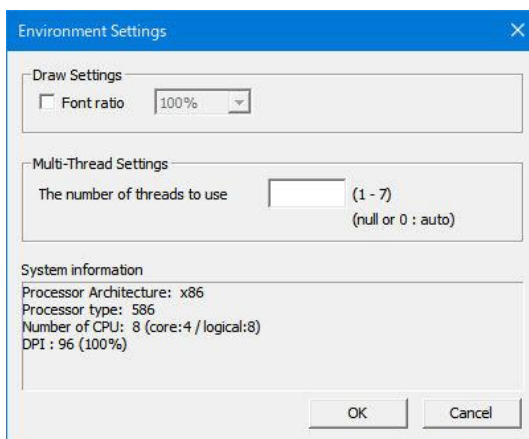 Environment Settings
Draw Settings
Font ratio 100%
Multi-Thread Settings
The number of threads to use (1 - 7)
(null or 0 : auto)
System information
Processor Architecture: x86
Processor type: 586
Number of CPU: 8 (core:4 / logical:8)
DPI : 96 (100%)
OK Cancel